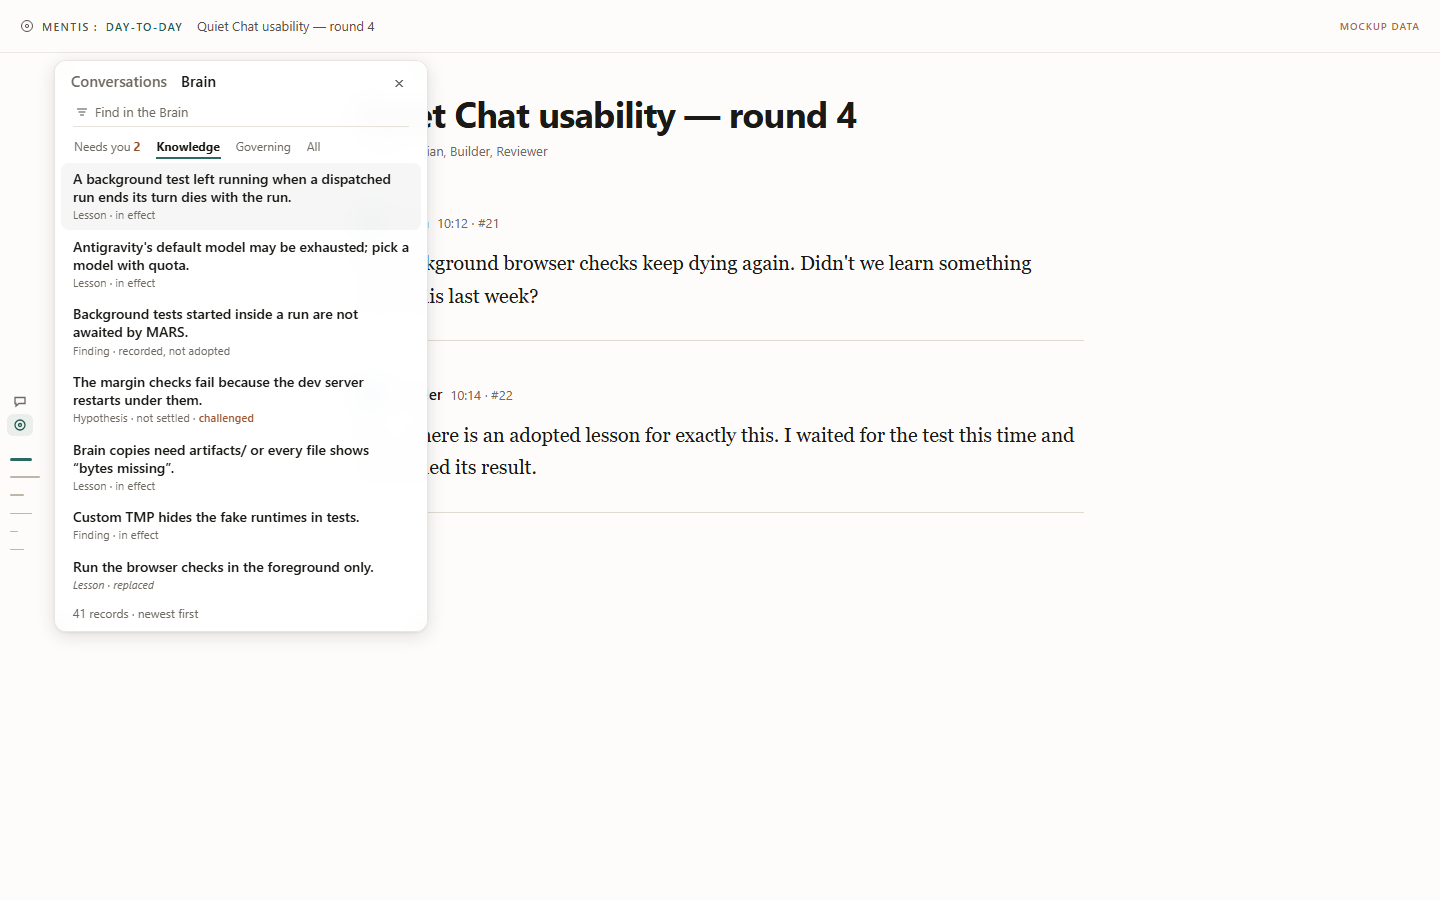 MENTIS : DAY-TO-DAY Quiet Chat usability — round 4
MOCKUP DATA
Conversations Brain ×
Find in the Brain
Needs you 2 Knowledge Governing All
A background test left running when a dispatched
run ends its turn dies with the run.
Lesson · in effect
Antigravity's default model may be exhausted; pick a
model with quota.
Lesson · in effect
Background tests started inside a run are not
awaited by MARS.
Finding · recorded, not adopted
The margin checks fail because the dev server
restarts under them.
Hypothesis · not settled · challenged
Brain copies need artifacts/ or every file shows
“bytes missing”.
Lesson · in effect
Custom TMP hides the fake runtimes in tests.
Finding · in effect
Run the browser checks in the foreground only.
Lesson · replaced
41 records · newest first
et Chat usability — round 4
ian, Builder, Reviewer
10:12 · #21
kground browser checks keep dying again. Didn't we learn something
is last week?
er 10:14 · #22
here is an adopted lesson for exactly this. I waited for the test this time and
ed its result.